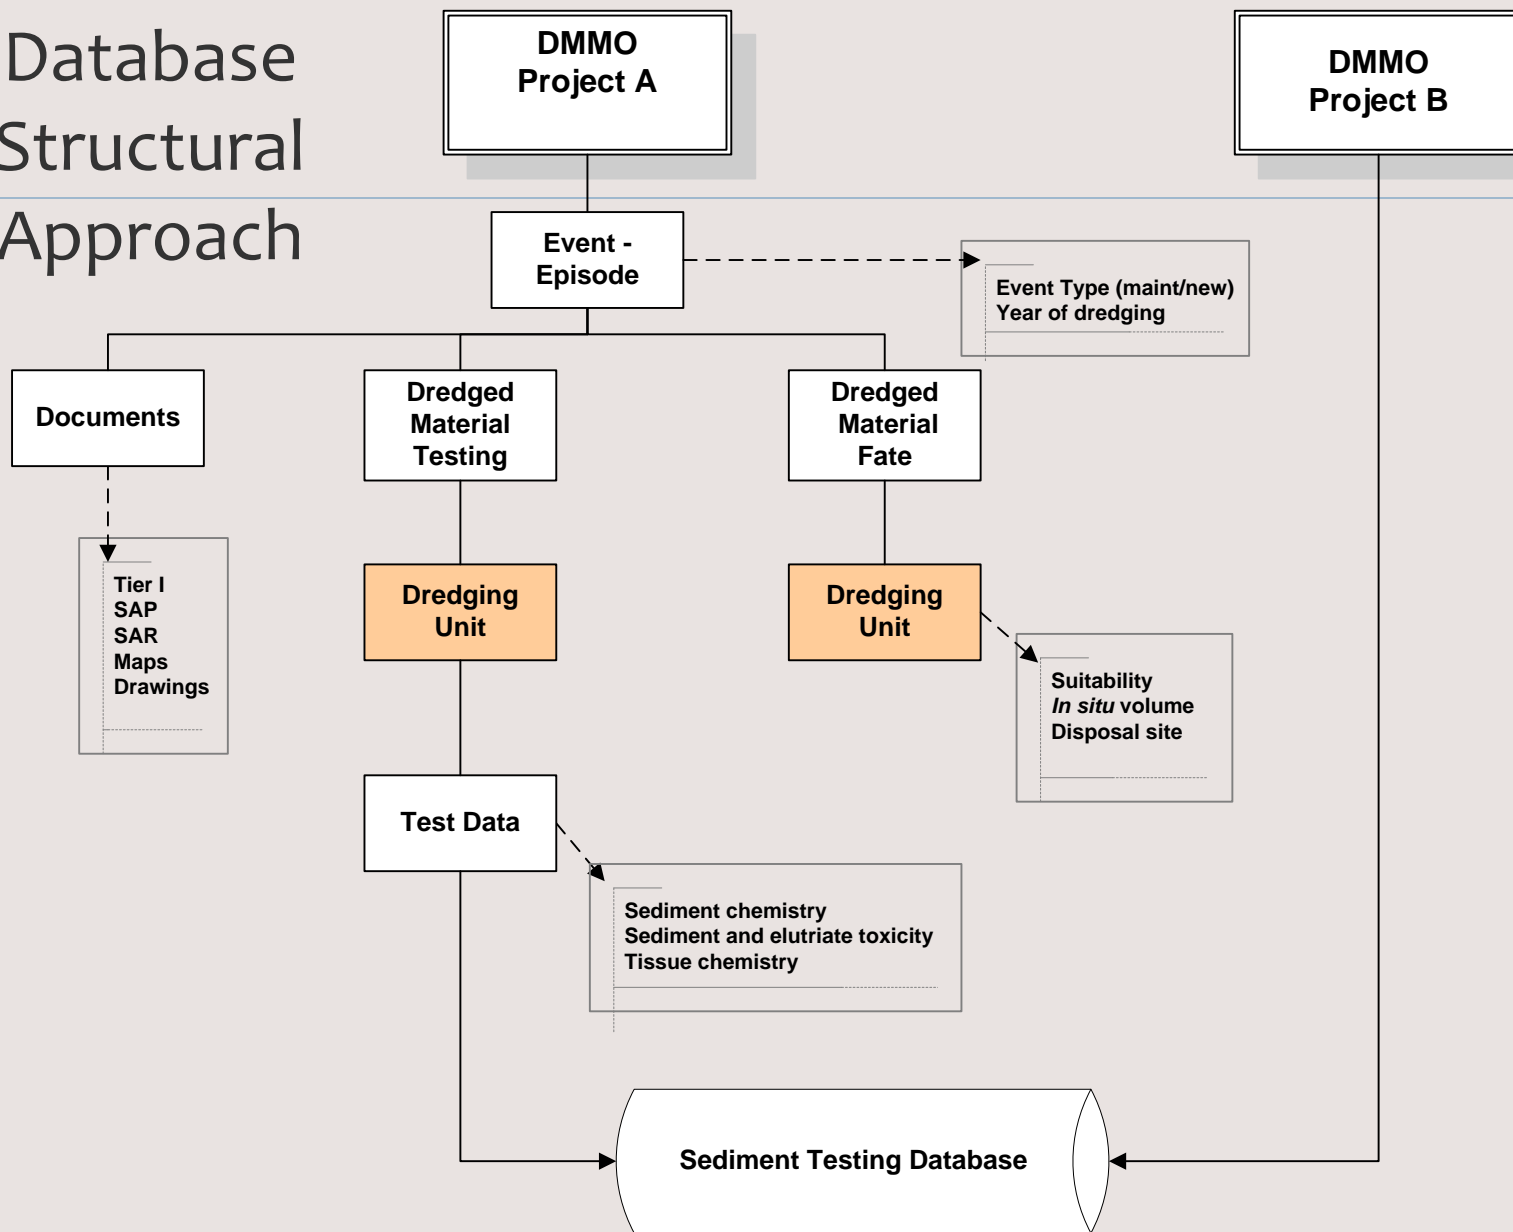 Database
Structural
Approach
DMMO
Project A
DMMO
Project B
Event -
Episode
Event Type (maint/new)
Year of dredging
Documents
Dredged
Material
Testing
Dredged
Material
Fate
Tier I
SAP
SAR
Maps
Drawings
Dredging
Unit
Dredging
Unit
Suitability
In situ volume
Disposal site
Test Data
Sediment chemistry
Sediment and elutriate toxicity
Tissue chemistry
Sediment Testing Database